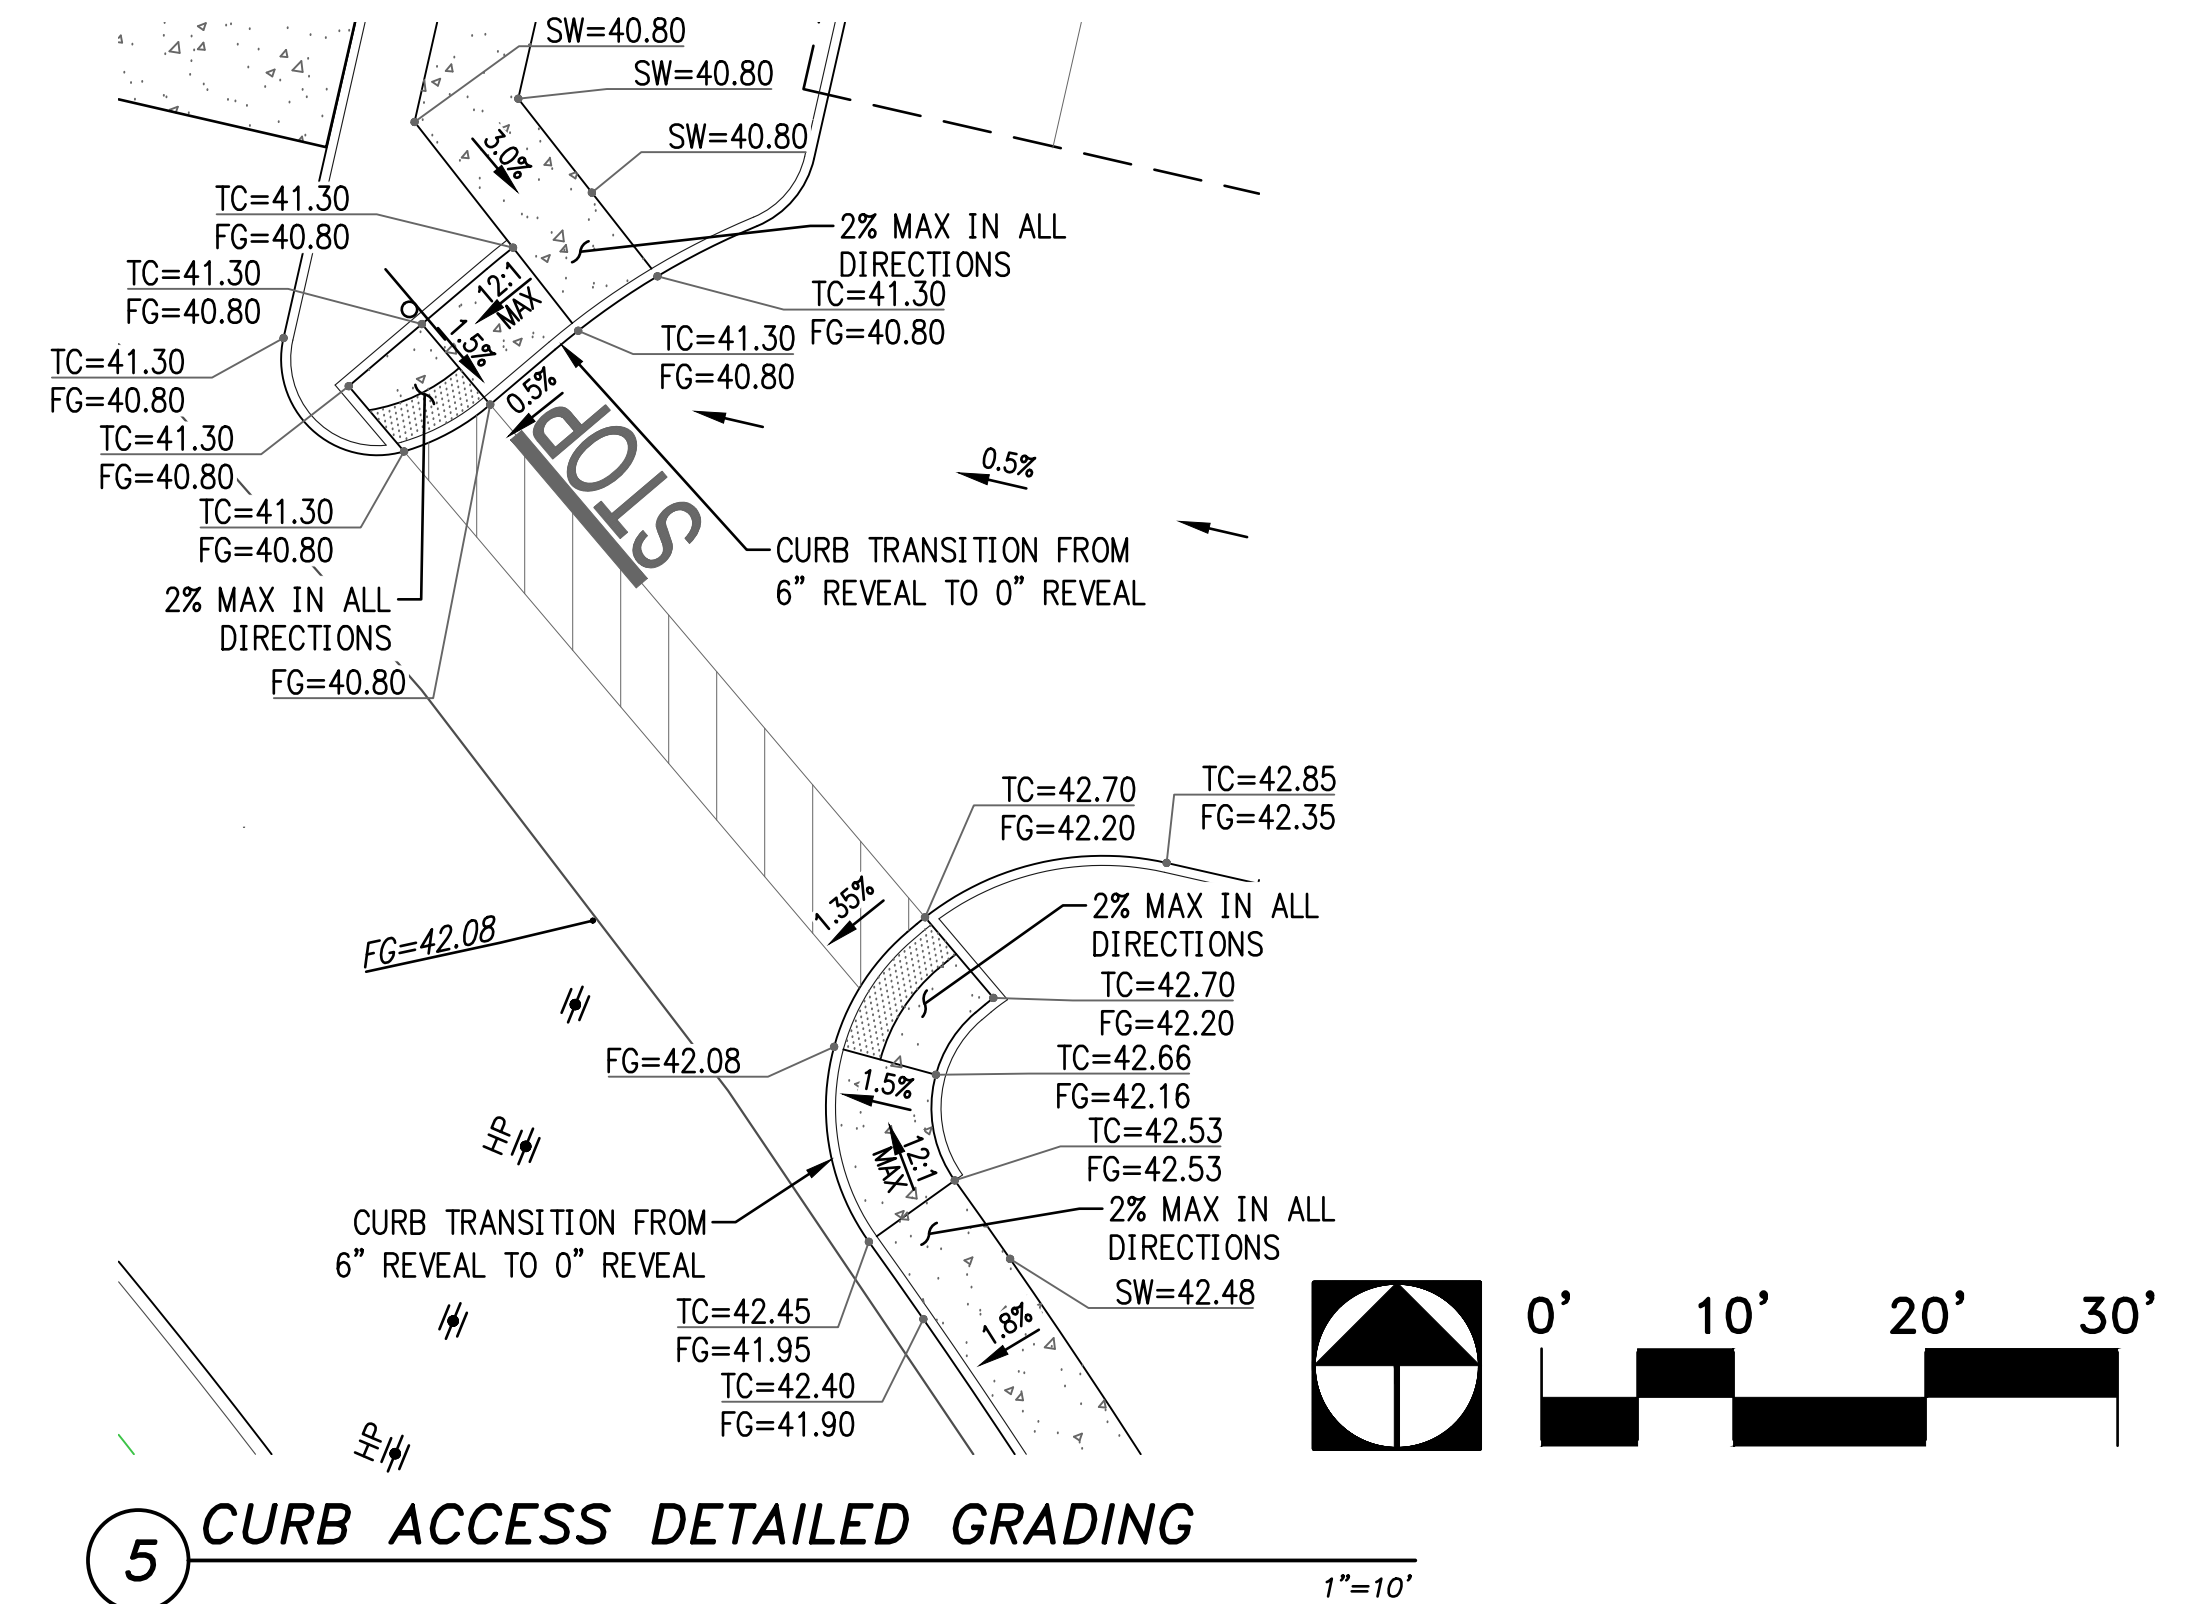 SW=40.80
SW=40.80
SW=40.80
3.0%
TC=41.30
FG=40.80
2% MAX IN ALL
DIRECTIONS
TC=41.30
FG=40.80
12:1
MAX
1.5%
TC=41.30
FG=40.80
TC=41.30
FG=40.80
TC=41.30
FG=40.80
0.5%
STOP
TC=41.30
FG=40.80
0.5%
TC=41.30
FG=40.80
CURB TRANSITION FROM
6" REVEAL TO 0" REVEAL
2% MAX IN ALL
DIRECTIONS
FG=40.80
TC=42.85
FG=42.35
TC=42.70
FG=42.20
1.35%
2% MAX IN ALL
DIRECTIONS
FG=42.08
TC=42.70
FG=42.20
FG=42.08
TC=42.66
FG=42.16
1.5%
HP
TC=42.53
FG=42.53
12:1
MAX
CURB TRANSITION FROM
6" REVEAL TO 0" REVEAL
2% MAX IN ALL
DIRECTIONS
SW=42.48
TC=42.45
FG=41.95
1.8%
TC=42.40
FG=41.90
HP
0' 10' 20' 30'
5
CURB ACCESS DETAILED GRADING
1"=10'